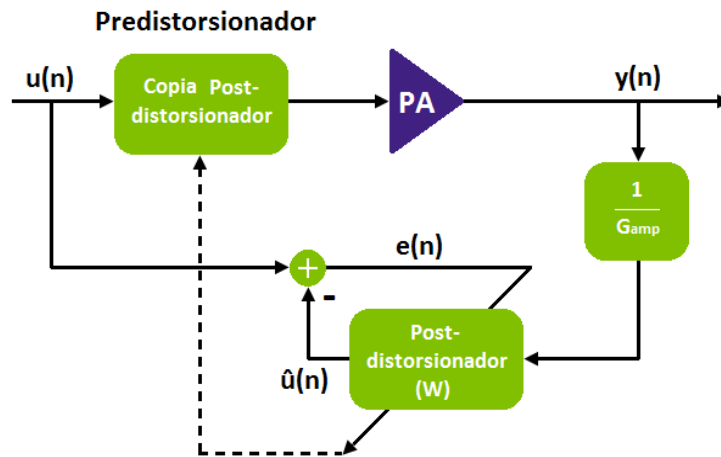 Predistorsionador
u(n)
Copia Post-
distorsionador
PA
y(n)
1
Gamp
e(n)
+
-
Post-
distorsionador
(W)
û(n)